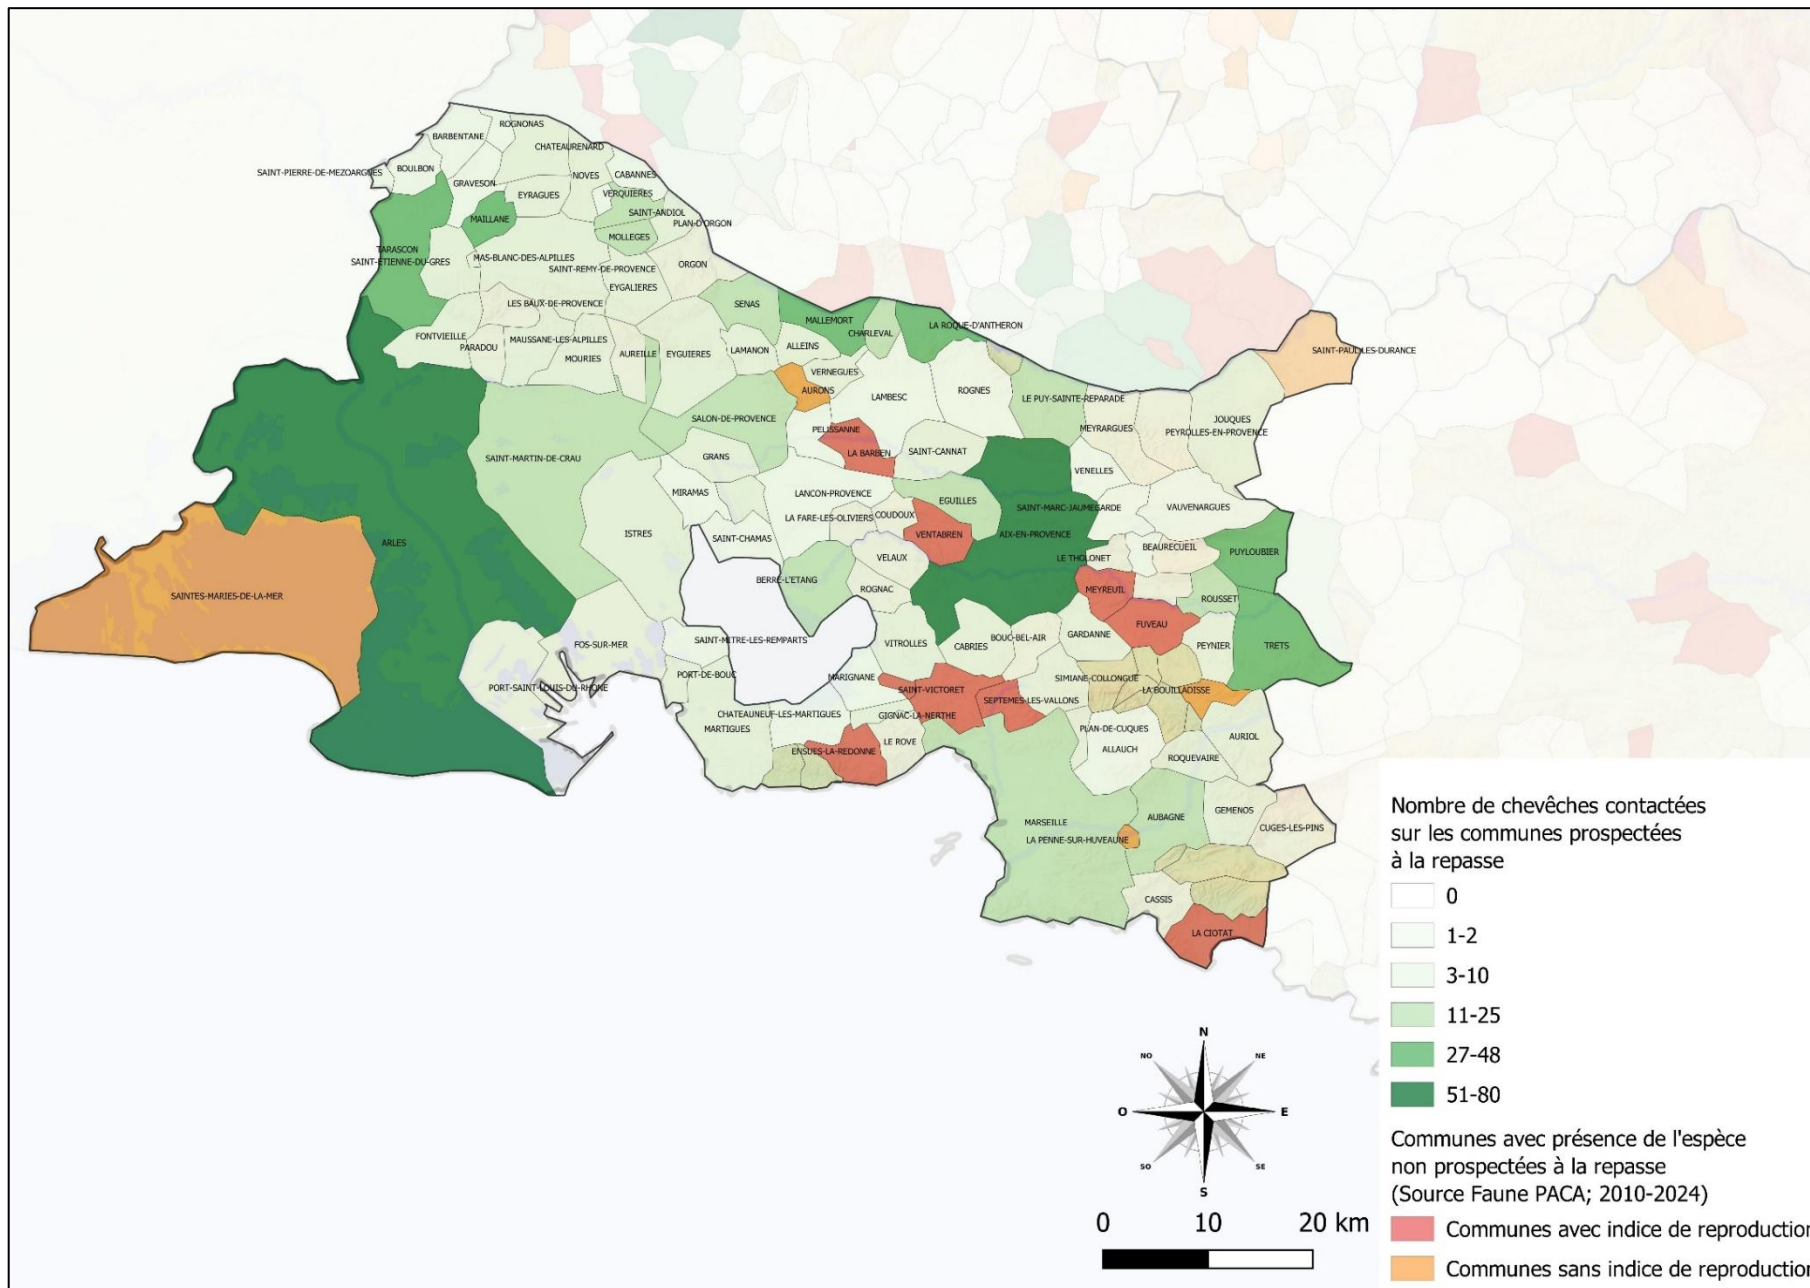 ROGNONAS
BARBENTANE
CHATEAURENARD
SAINT-PIERRE-DE-MEZOARGUES
BOULBON
NOVES
CABANNES
GRAVESON
EYRAGUES
VERQUIERES
MAILLANE
SAINT-ANDIOL
PLAN-D'ORGON
MOLLEGES
TARASCON
SAINT-ETIENNE-DU-GRES
MAS-BLANC-DES-ALPILLES
SAINT-REMY-DE-PROVENCE
ORGON
EYGALIERES
LES BAUX-DE-PROVENCE
SENAS
MALLEMORT
LA ROQUE-D'ANTHERON
CHARLEVAL
FONTVIEILLE
PARADOU
MAUSSANE-LES-ALPILLES
MOURIES
AUREILLE
EYGUIERES
LAMANON
ALLEINS
SAINT-PAUL-LES-DURANCE
VERNEGUES
AURONS
LAMBESC
ROGNES
LE PUY-SAINTE-REPARADE
SALON-DE-PROVENCE
PELISSANNE
MEYRARGUES
JOUQUES
PEYROLLES-EN-PROVENCE
SAINT-MARTIN-DE-CRAU
GRANS
LA BARBEN
SAINT-CANNAT
VENELLES
MIRAMAS
LANCON-PROVENCE
EGUILLES
SAINT-MARC-JAUMEGARDE
VAUVENARGUES
LA FARE-LES-OLIVIERS
COUDOUX
ISTRES
SAINT-CHAMAS
VENTABREN
AIX-EN-PROVENCE
ARLES
BEAURECUEIL
PUYLOUBIER
LE THOLONET
VELAUX
BERRE-L'ETANG
ROGNAC
MEYREUIL
ROUSSET
SAINTES-MARIES-DE-LA-MER
FUVEAU
FOS-SUR-MER
SAINT-MITRE-LES-REMPARTS
VITROLLES
CABRIES
BOUC-BEL-AIR
GARDANNE
PEYNIER
TRETS
PORT-DE-BOUC
MARIGNANE
SIMIANE-COLLONGUE
PORT-SAINT-LOUIS-DU-RHONE
SAINT-VICTORET
SEPTEMES-LES-VALLONS
LA BOUILLADISSE
CHATEAUNEUF-LES-MARTIGUES
GIGNAC-LA-NERTHE
MARTIGUES
PLAN-DE-CUQUES
AURIOL
LE ROVE
ENSUES-LA-REDONNE
ALLAUCH
ROQUEVAIRE
GEMENOS
MARSEILLE
AUBAGNE
CUGES-LES-PINS
LA PENNE-SUR-HUVEAUNE
CASSIS
LA CIOTAT
Nombre de chevêches contactées
sur les communes prospectées
à la repasse
0
1-2
3-10
11-25
27-48
51-80
Communes avec présence de l'espèce
non prospectées à la repasse
(Source Faune PACA; 2010-2024)
Communes avec indice de reproduction
Communes sans indice de reproduction
N
NO
NE
O
E
SO
SE
S
0 10 20 km